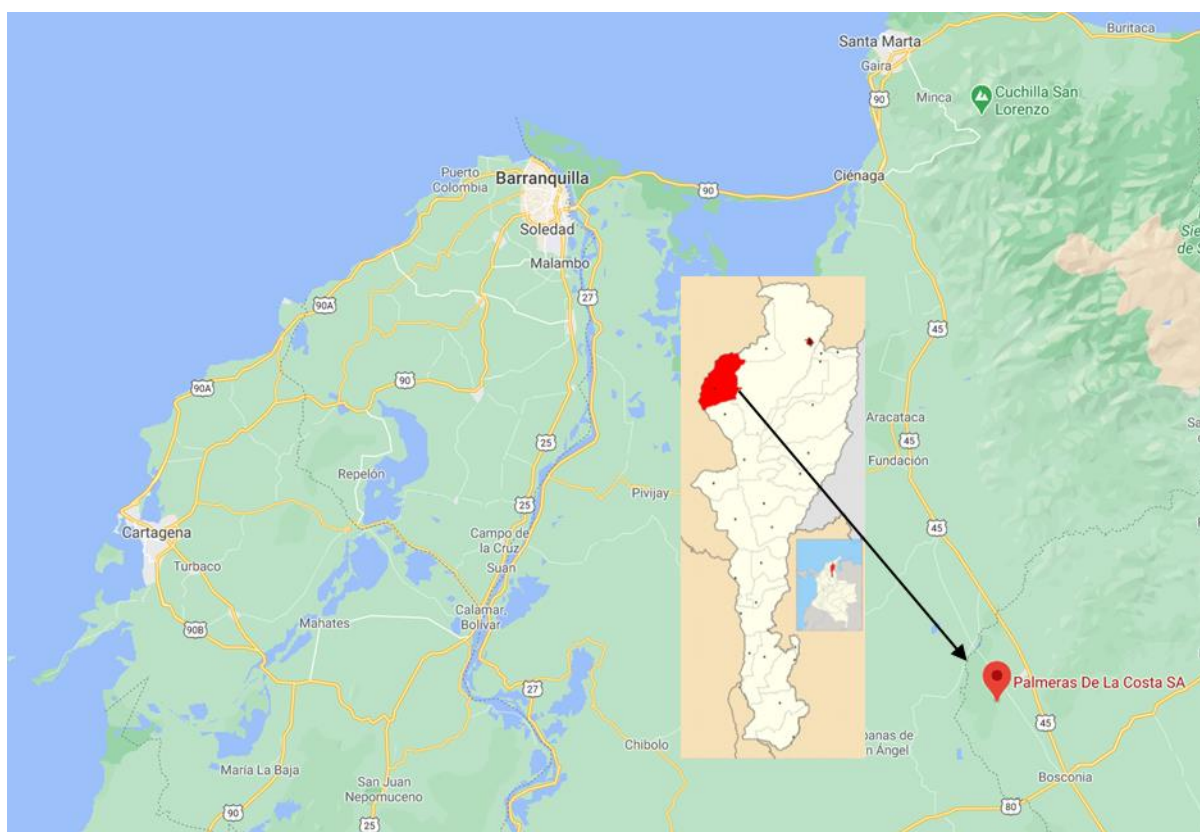 Buritaca
Santa Marta
Gaira
90
Minca
Cuchilla San
Lorenzo
Puerto
Colombia
Barranquilla
90
Ciénaga
Soledad
Malambo
27
90A
45
90A
90
Aracataca
25
45
Fundación
Repelón
Pivijay
25
45
Cartagena
Campo de
la Cruz
Turbaco
Suan
Calamar,
Bolívar
90B
Mahates
Palmeras De La Costa SA
27
45
Chibolo
María La Baja
San Juan
Nepomuceno
Bosconia
90
25
80